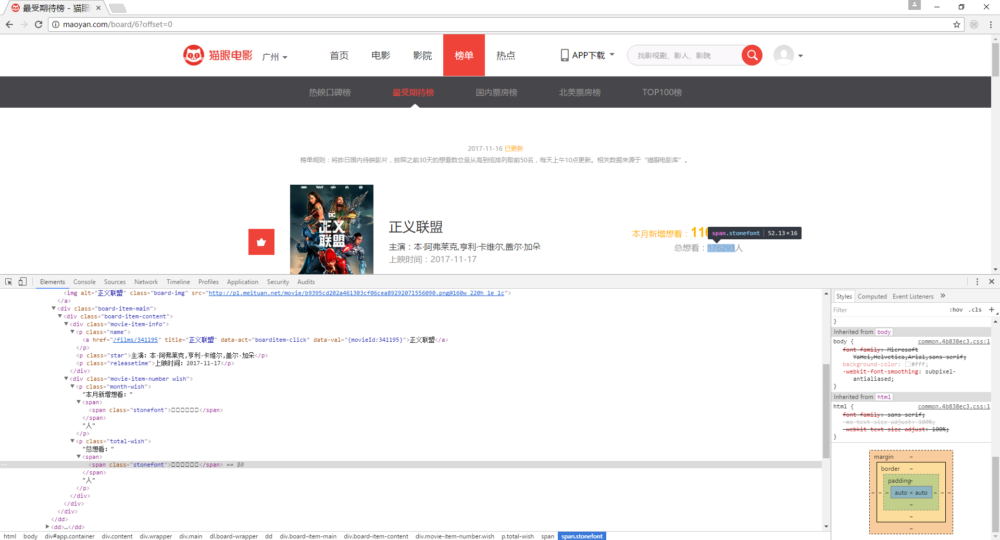 最受期待榜 - 猫眼
maoyan.com/board/6?offset=0
猫眼电影 广州 首页 电影 影院 榜单 热点 APP下载 找影视剧、影人、影院
热映口碑榜 最受期待榜 国内票房榜 北美票房榜 TOP100榜
2017-11-16 已更新
榜单规则：将昨日国内待映影片，按照之前30天的想看数总量从高到低排列取前50名，每天上午10点更新。相关数据来源于“猫眼电影库”。
DC
正义
联盟
正义联盟
主演：本·阿弗莱克,亨利·卡维尔,盖尔·加朵
上映时间：2017-11-17
本月新增想看：110
span.stonefont 52.13×16
总想看：176293人
Elements Console Sources Network Timeline Profiles Application Security Audits
<img alt="正义联盟" class="board-img" src="http://p1.meituan.net/movie/b9395cd202a461303cf06cea89292071556090.png@160w_220h_1e_1c">
</a>
<div class="board-item-main">
<div class="board-item-content">
<div class="movie-item-info">
<p class="name">
<a href="/films/341195" title="正义联盟" data-act="boarditem-click" data-val="{movieId:341195}">正义联盟</a>
</p>
<p class="star">主演：本·阿弗莱克,亨利·卡维尔,盖尔·加朵</p>
<p class="releasetime">上映时间：2017-11-17</p>
</div>
<div class="movie-item-number wish">
<p class="month-wish">
"本月新增想看："
<span>
<span class="stonefont">□□□□□□</span>
</span>
"人"
</p>
<p class="total-wish">
"总想看："
<span>
<span class="stonefont">□□□□□□</span> == $0
</span>
"人"
</p>
</div>
</div>
</div>
</dd>
<dd>…</dd>
html body div#app.container div.content div.wrapper div.main dl.board-wrapper dd div.board-item-main div.board-item-content div.movie-item-number.wish p.total-wish span span.stonefont
Styles Computed Event Listeners »
Filter :hov .cls +
}
Inherited from body
body { common.4b838ec3.css:1
font-family: Microsoft
YaHei,Helvetica,Arial,sans-serif;
background-color: #fff;
-webkit-font-smoothing: subpixel-
antialiased;
}
Inherited from html
html { common.4b838ec3.css:1
font-family: sans-serif;
-ms-text-size-adjust: 100%;
-webkit-text-size-adjust: 100%;
}
margin –
border –
padding –
– – – auto × auto – – –
–
–
–